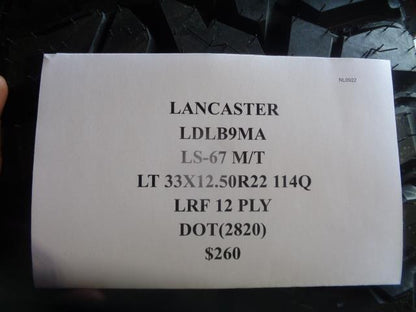 NL0922
LANCASTER
LDLB9MA
LS-67 M/T
LT 33X12.50R22 114Q
LRF 12 PLY
DOT(2820)
$260